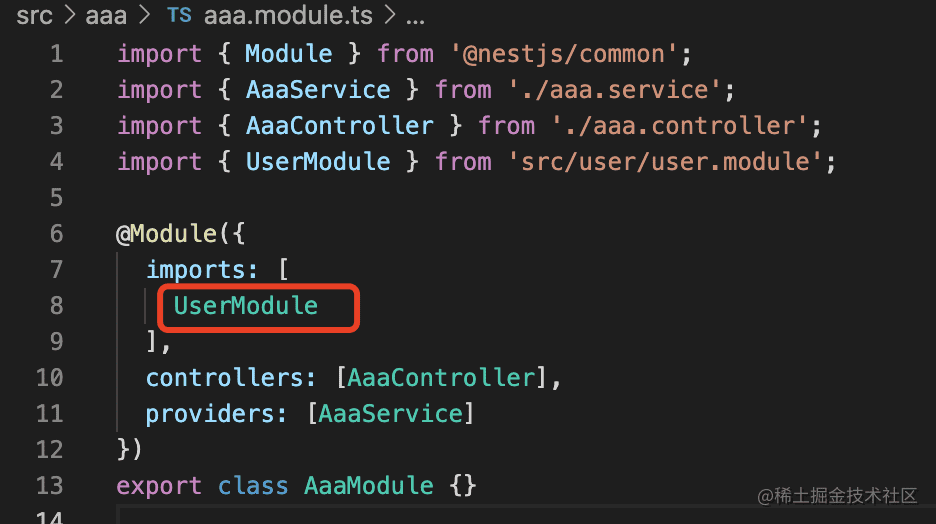 src > aaa > TS aaa.module.ts > ...
1 import { Module } from '@nestjs/common';
2 import { AaaService } from './aaa.service';
3 import { AaaController } from './aaa.controller';
4 import { UserModule } from 'src/user/user.module';
5
6 @Module({
7   imports: [
8     UserModule
9   ],
10   controllers: [AaaController],
11   providers: [AaaService]
12 })
13 export class AaaModule {}
14
@稀土掘金技术社区